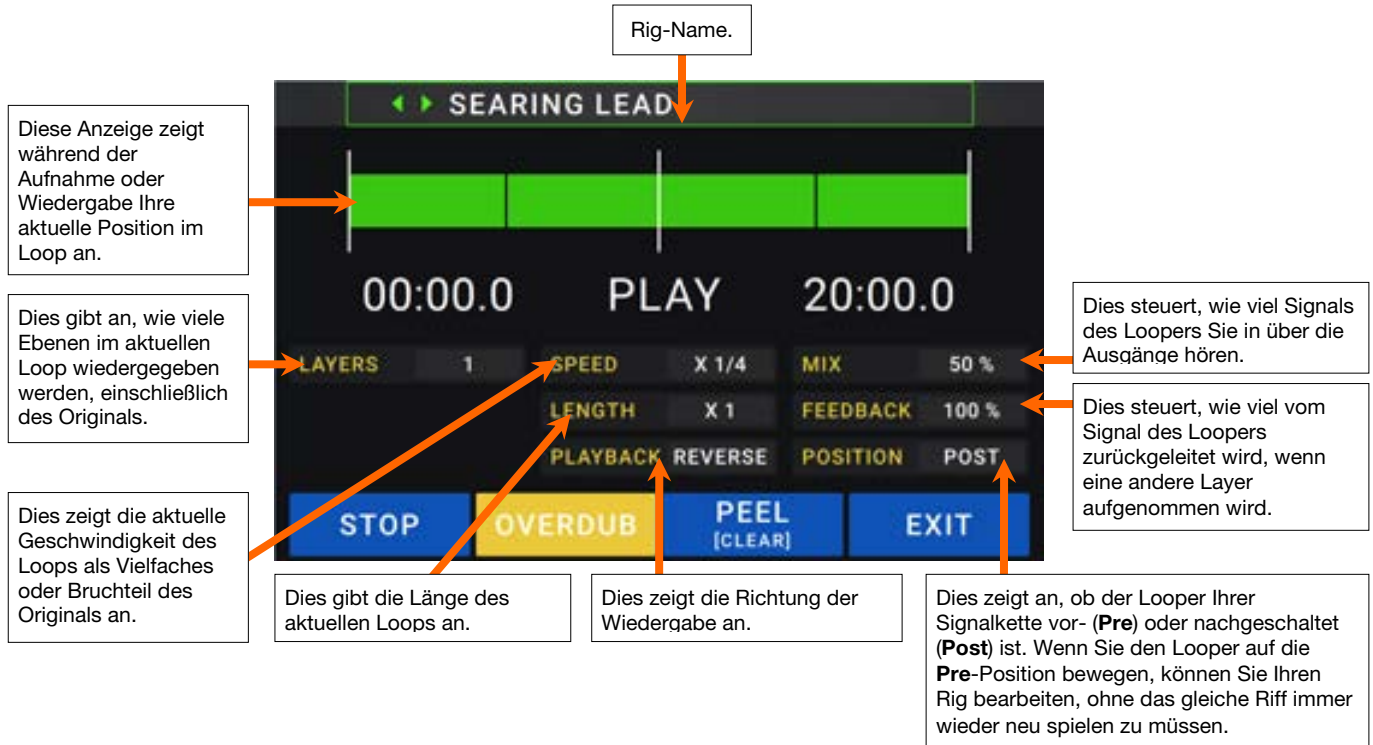 Rig-Name.
SEARING LEAD
Diese Anzeige zeigt
während der
Aufnahme oder
Wiedergabe Ihre
aktuelle Position im
Loop an.
00:00.0 PLAY 20:00.0
Dies gibt an, wie viele
Ebenen im aktuellen
Loop wiedergegeben
werden, einschließlich
des Originals.
LAYERS 1 SPEED X 1/4 MIX 50 %
LENGTH X 1 FEEDBACK 100 %
PLAYBACK REVERSE POSITION POST
Dies steuert, wie viel Signals
des Loopers Sie in über die
Ausgänge hören.
Dies steuert, wie viel vom
Signal des Loopers
zurückgeleitet wird, wenn
eine andere Layer
aufgenommen wird.
STOP OVERDUB PEEL EXIT
[CLEAR]
Dies zeigt die aktuelle
Geschwindigkeit des
Loops als Vielfaches
oder Bruchteil des
Originals an.
Dies gibt die Länge des
aktuellen Loops an.
Dies zeigt die Richtung der
Wiedergabe an.
Dies zeigt an, ob der Looper Ihrer
Signalkette vor- (Pre) oder nachgeschaltet
(Post) ist. Wenn Sie den Looper auf die
Pre-Position bewegen, können Sie Ihren
Rig bearbeiten, ohne das gleiche Riff immer
wieder neu spielen zu müssen.